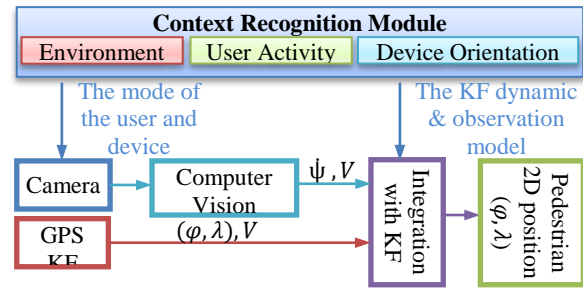 Context Recognition Module
Environment
User Activity
Device Orientation
The mode of
the user and
device
The KF dynamic
& observation
model
Camera
Computer
Vision
ψ̇ , V
Integration
with KF
Pedestrian
2D position
(φ, λ)
GPS
KF
(φ, λ), V